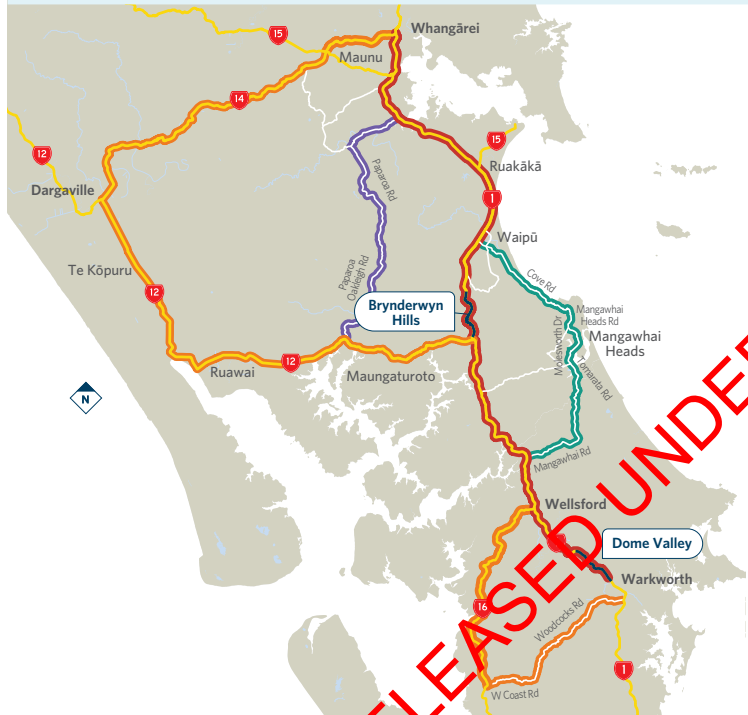 Whangārei
15
Maunu
14
15
12
Ruakākā
Paparoa Rd
Dargaville
1
Waipū
Te Kōpuru
Paparoa
Oakleigh Rd
Cove Rd
12
Brynderwyn
Hills
Mangawhai
Heads Rd
Molesworth Dr
Mangawhai
Heads
12
Ruawai
Maungaturoto
Tomarata Rd
N
Mangawhai Rd
Wellsford
Dome Valley
Warkworth
16
Woodcocks Rd
1
W Coast Rd
LEASED UNDER